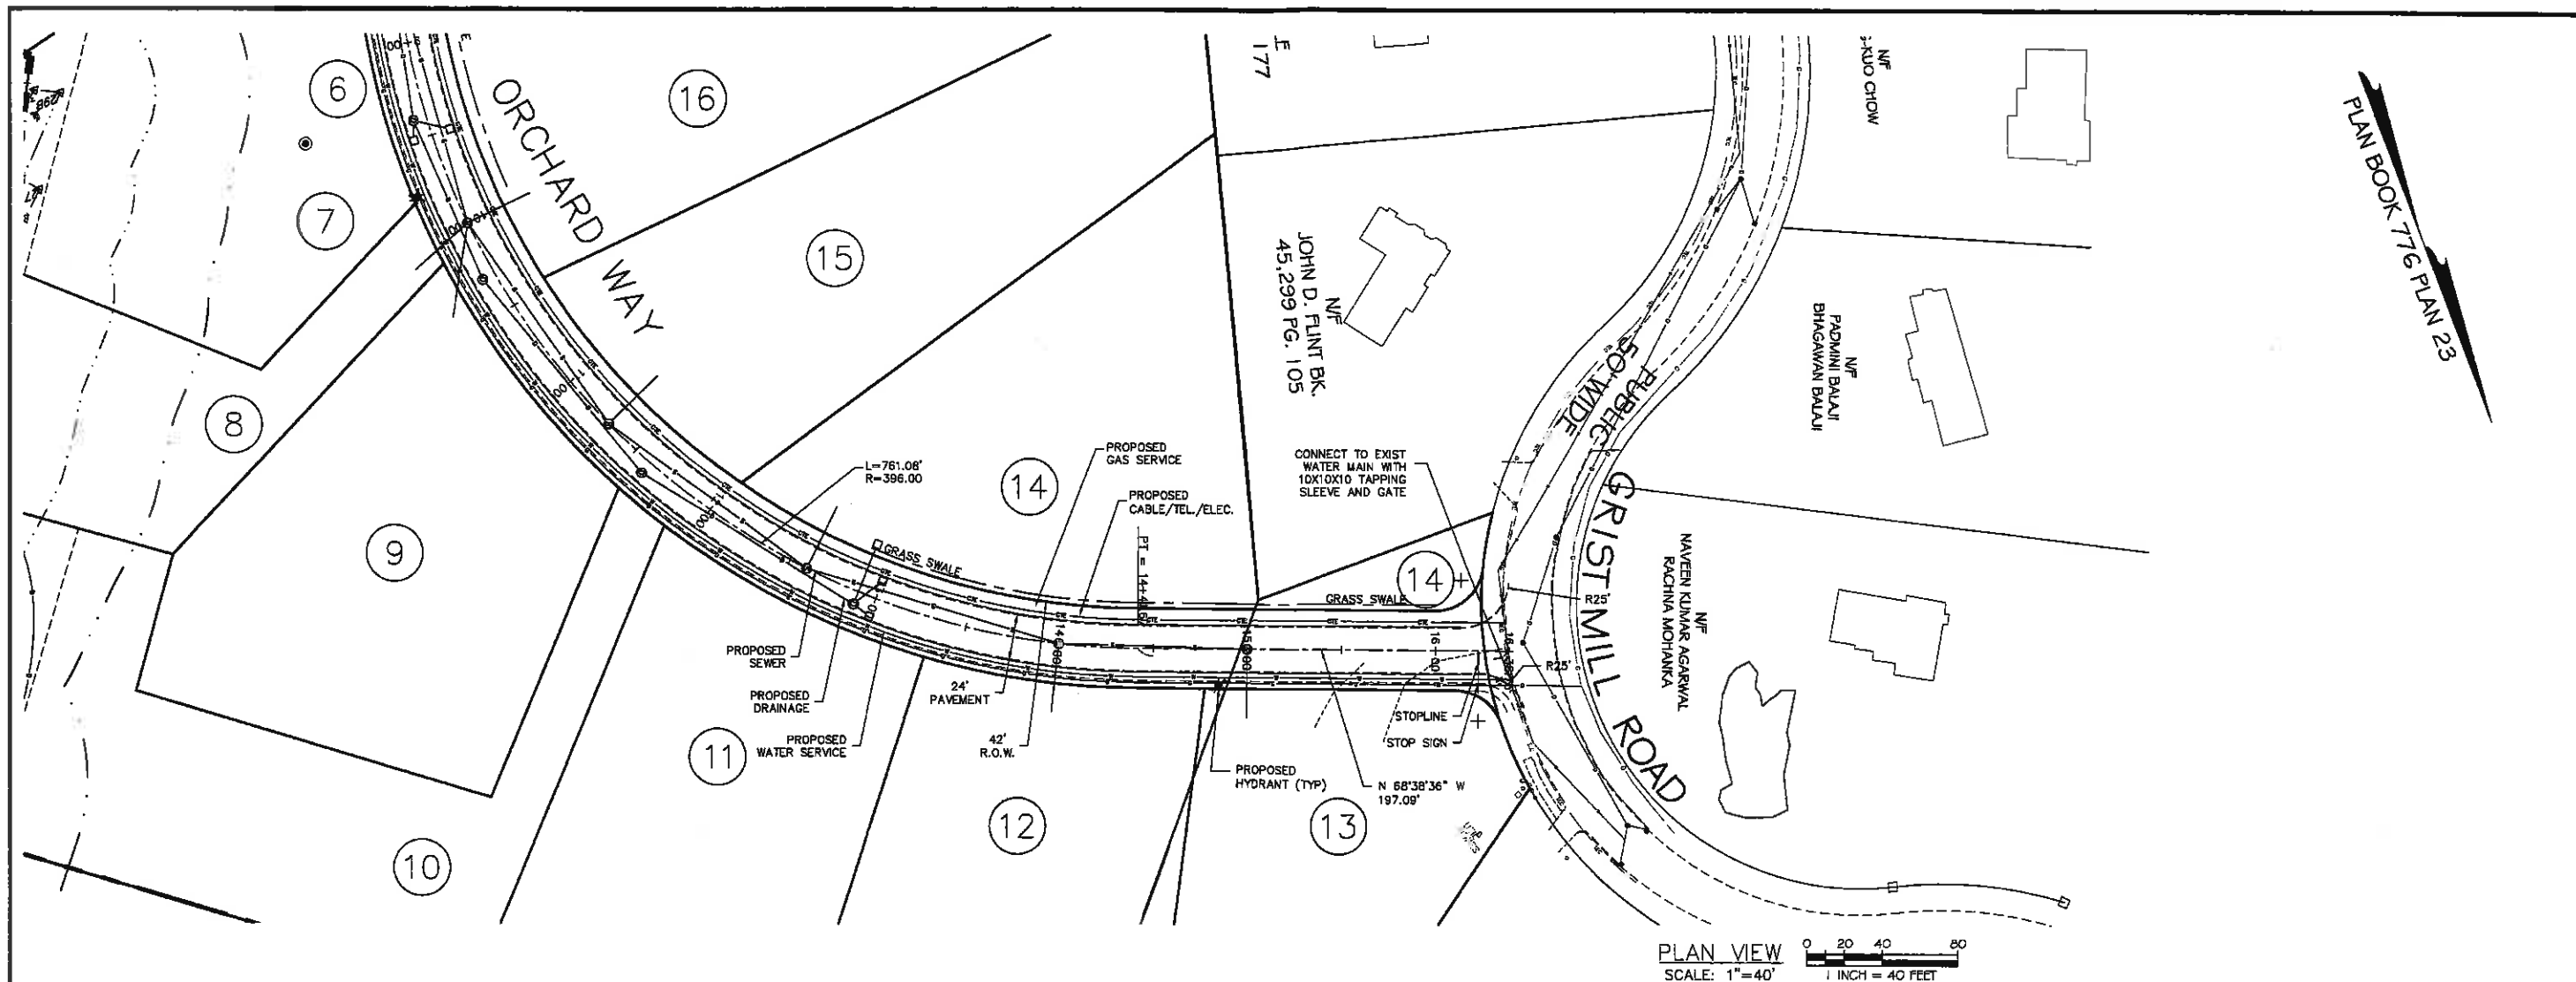 6
16
7
ORCHARD WAY
15
8
9
10
11
12
13
14
14
177
N/F
JOHN D. FLINT BK.
45,299 PG. 105
N/F
PADMINI BALAJI
BHAGAWAN BALAJI
N/F
NAVEEN KUMAR AGARWAL
RACHNA MOHANKA
N/F
CHOW
PLAN BOOK 776 PLAN 23
50' WIDE
PUBLIC
GRIST MILL ROAD
L=761.08'
R=396.00
PROPOSED
GAS SERVICE
PROPOSED
CABLE/TEL./ELEC.
CONNECT TO EXIST
WATER MAIN WITH
10X10X10 TAPPING
SLEEVE AND GATE
GRASS SWALE
GRASS SWALE
R25'
R25'
PROPOSED
SEWER
PROPOSED
DRAINAGE
PROPOSED
WATER SERVICE
24'
PAVEMENT
42'
R.O.W.
STOPLINE
STOP SIGN
PROPOSED
HYDRANT (TYP)
N 68°38'36" W
197.09'
PLAN VIEW
SCALE: 1"=40'
0 20 40 80
1 INCH = 40 FEET